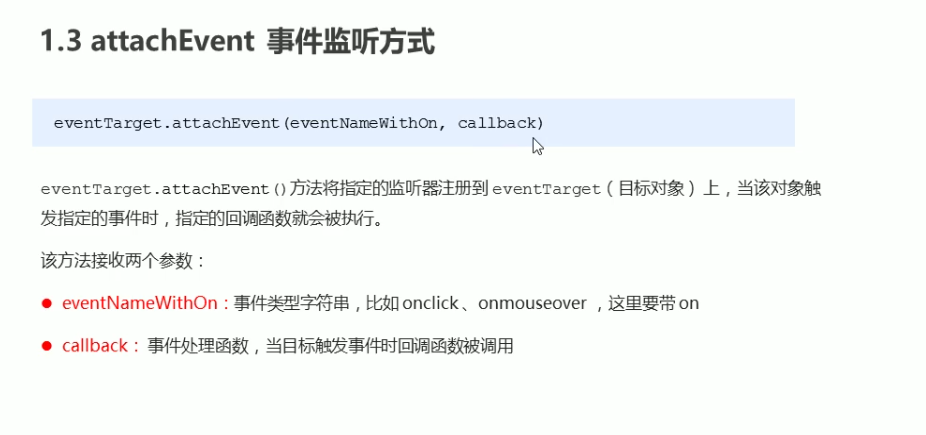 1.3 attachEvent 事件监听方式
eventTarget.attachEvent(eventNameWithOn, callback)
eventTarget.attachEvent()方法将指定的监听器注册到 eventTarget（目标对象）上，当该对象触
发指定的事件时，指定的回调函数就会被执行。
该方法接收两个参数：
● eventNameWithOn：事件类型字符串，比如 onclick 、onmouseover ，这里要带 on
● callback： 事件处理函数，当目标触发事件时回调函数被调用